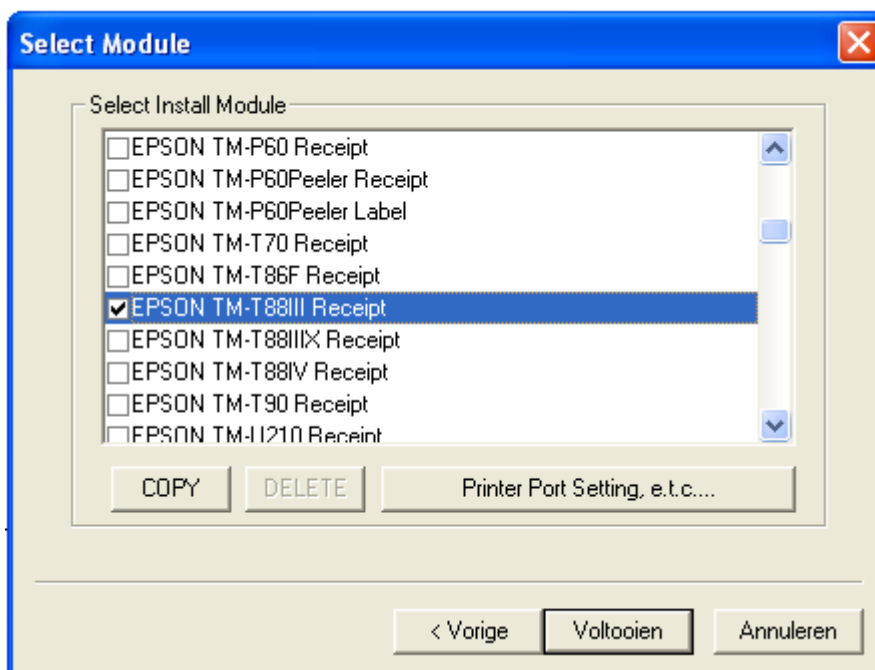 Select Module
Select Install Module
EPSON TM-P60 Receipt
EPSON TM-P60Peeler Receipt
EPSON TM-P60Peeler Label
EPSON TM-T70 Receipt
EPSON TM-T86F Receipt
EPSON TM-T88III Receipt
EPSON TM-T88IIIX Receipt
EPSON TM-T88IV Receipt
EPSON TM-T90 Receipt
EPSON TM-U210 Receipt
COPY DELETE Printer Port Setting, e.t.c....
< Vorige Voltooien Annuleren